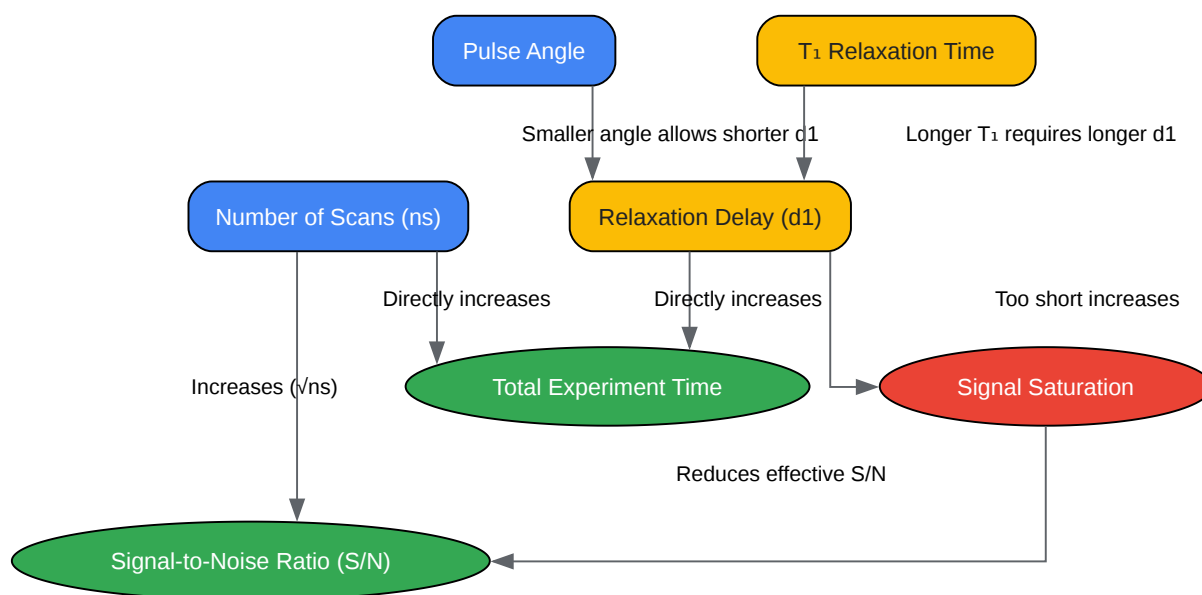 Pulse Angle
T₁ Relaxation Time
Smaller angle allows shorter d1
Longer T₁ requires longer d1
Number of Scans (ns)
Relaxation Delay (d1)
Directly increases
Directly increases
Too short increases
Increases (√ns)
Total Experiment Time
Signal Saturation
Reduces effective S/N
Signal-to-Noise Ratio (S/N)